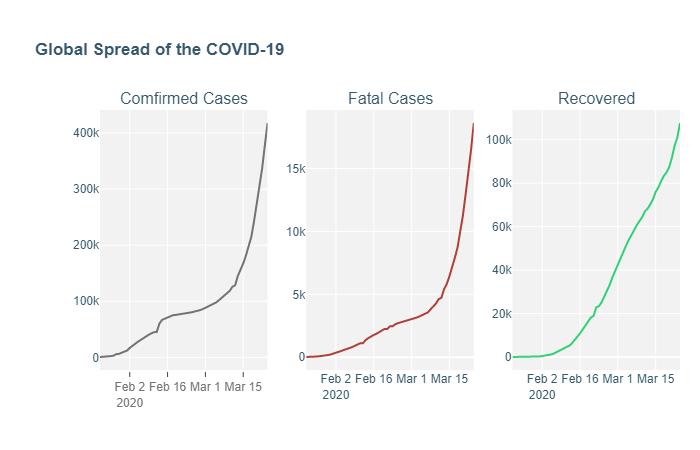 Global Spread of the COVID-19
Comfirmed Cases
400k
300k
200k
100k
0
Feb 2 Feb 16 Mar 1 Mar 15
2020
Fatal Cases
15k
10k
5k
0
Feb 2 Feb 16 Mar 1 Mar 15
2020
Recovered
100k
80k
60k
40k
20k
0
Feb 2 Feb 16 Mar 1 Mar 15
2020